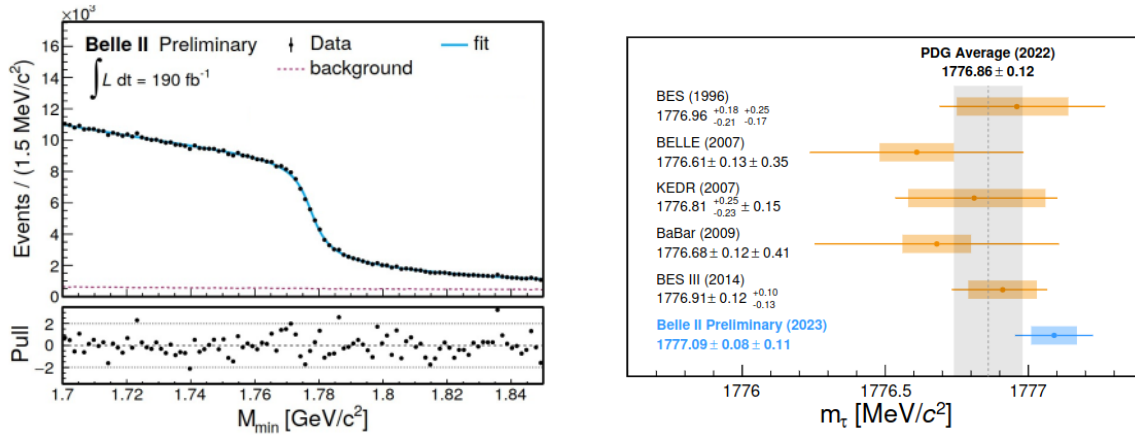 ×10³
Belle II Preliminary
∫ L dt = 190 fb⁻¹
Data
fit
background
Events / (1.5 MeV/c²)
16
14
12
10
8
6
4
2
0
Pull
2
0
−2
1.7 1.72 1.74 1.76 1.78 1.8 1.82 1.84
M_min [GeV/c²]
PDG Average (2022)
1776.86 ± 0.12
BES (1996)
1776.96 +0.18 -0.21 +0.25 -0.17
BELLE (2007)
1776.61 ± 0.13 ± 0.35
KEDR (2007)
1776.81 +0.25 -0.23 ± 0.15
BaBar (2009)
1776.68 ± 0.12 ± 0.41
BES III (2014)
1776.91 ± 0.12 +0.10 -0.13
Belle II Preliminary (2023)
1777.09 ± 0.08 ± 0.11
1776 1776.5 1777
m_τ [MeV/c²]